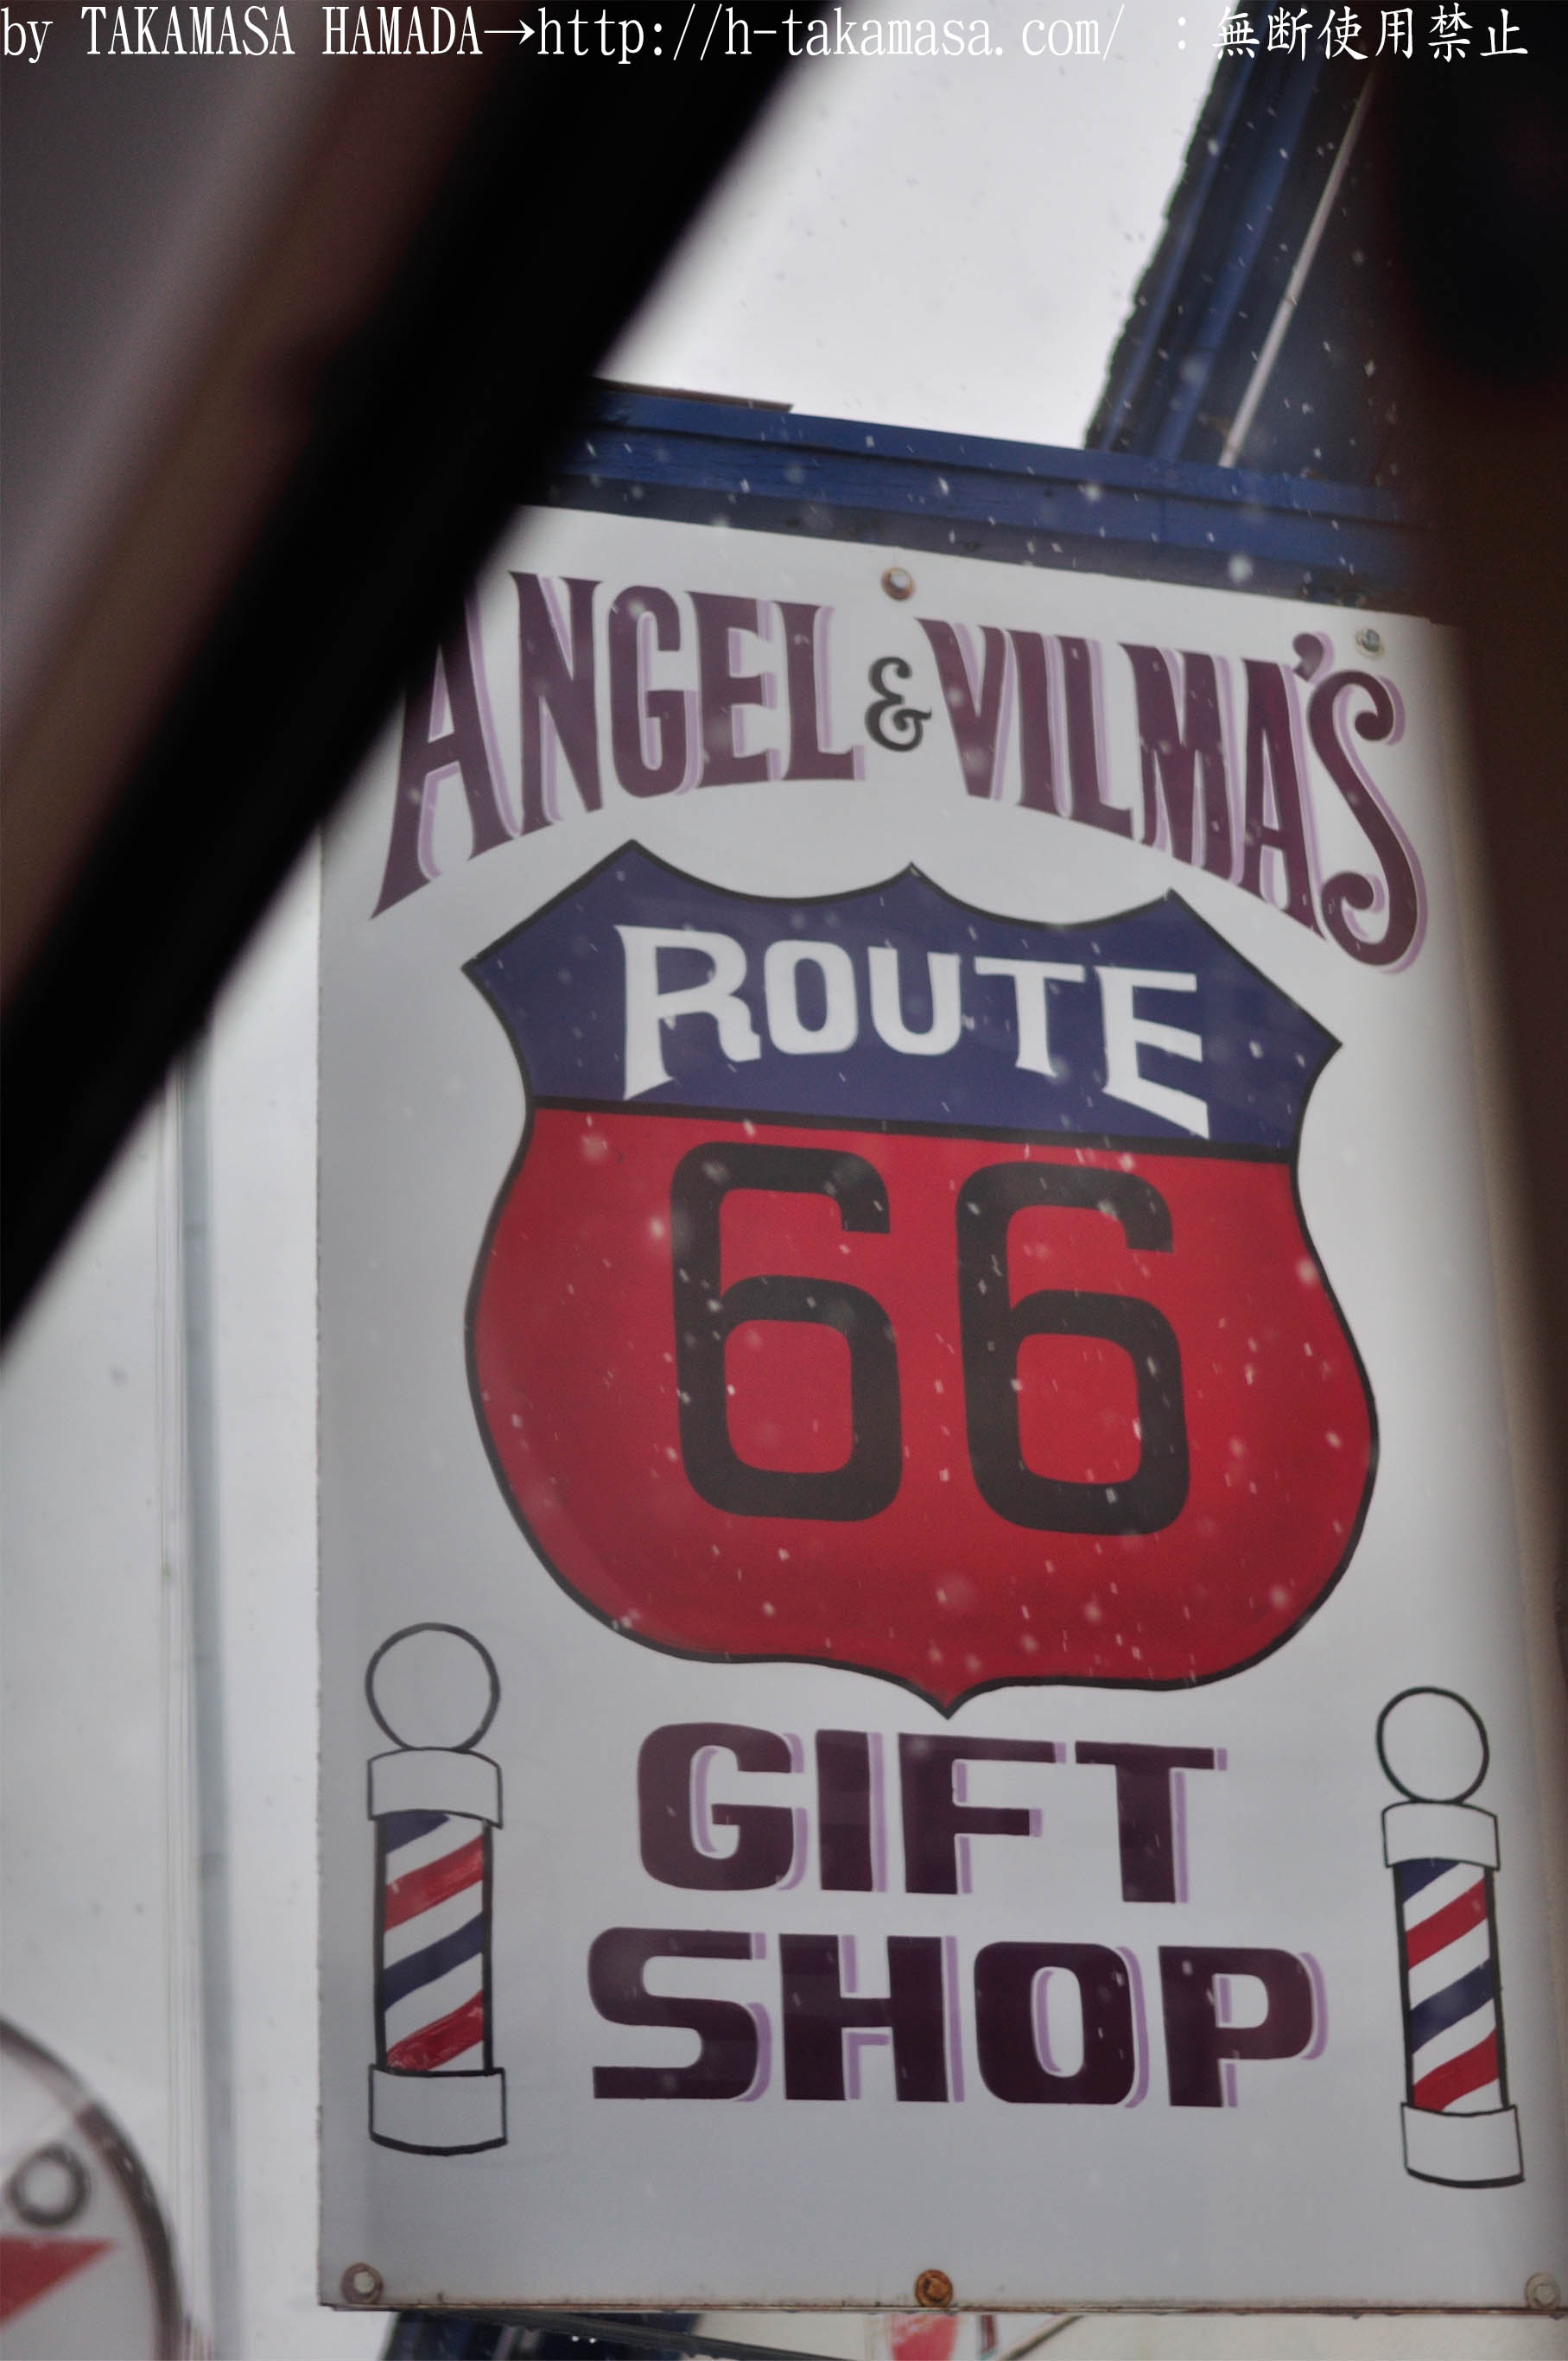 by TAKAMASA HAMADA→http://h-takamasa.com/ :無断使用禁止
ANGEL & VILMA'S
ROUTE
66
GIFT
SHOP